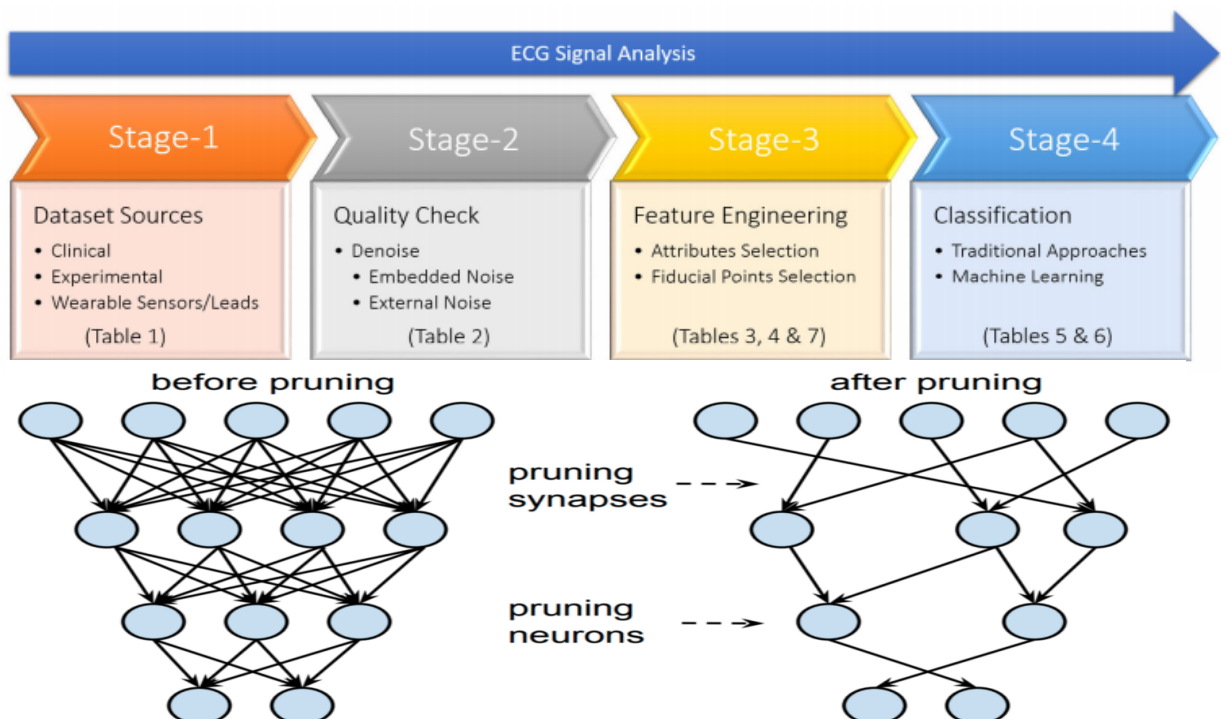 ECG Signal Analysis
Stage-1
Stage-2
Stage-3
Stage-4
Dataset Sources
• Clinical
• Experimental
• Wearable Sensors/Leads
(Table 1)
Quality Check
• Denoise
• Embedded Noise
• External Noise
(Table 2)
Feature Engineering
• Attributes Selection
• Fiducial Points Selection
(Tables 3, 4 & 7)
Classification
• Traditional Approaches
• Machine Learning
(Tables 5 & 6)
before pruning
after pruning
pruning
synapses
pruning
neurons